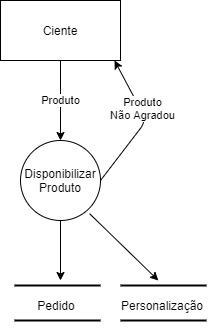 Ciente
Produto
Produto
Não Agradou
Disponibilizar
Produto
Pedido
Personalização